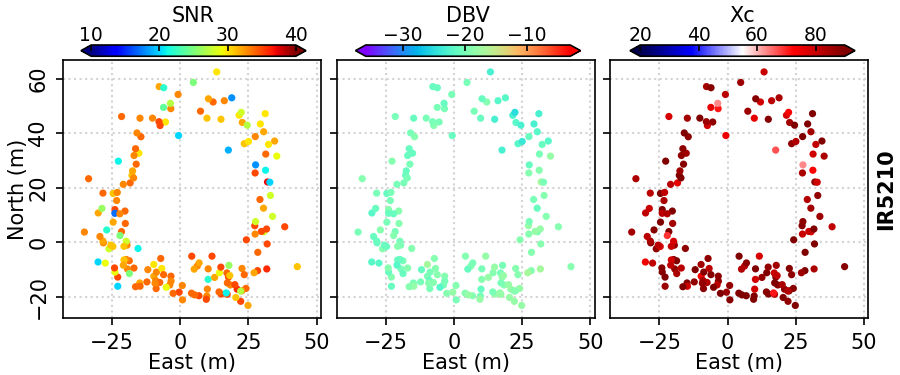 SNR DBV Xc
10 20 30 40 −30 −20 −10 20 40 60 80
60
40
20
0
−20
North (m)
−25 0 25 50 −25 0 25 50 −25 0 25 50
East (m) East (m) East (m)
IR5210